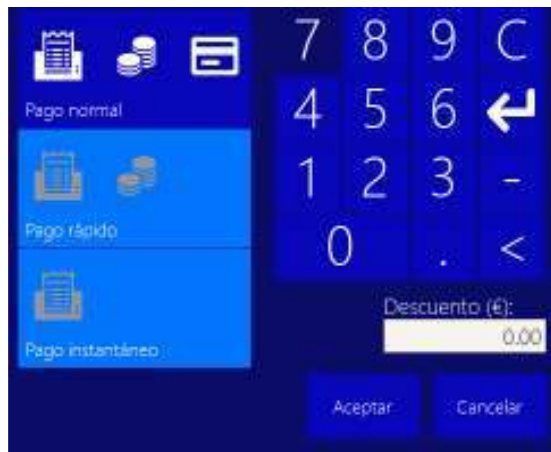 7 8 9 C
Pago normal
4 5 6
1 2 3 -
Pago rápido
0 . <
Descuento (€):
0.00
Pago instantáneo
Aceptar Cancelar